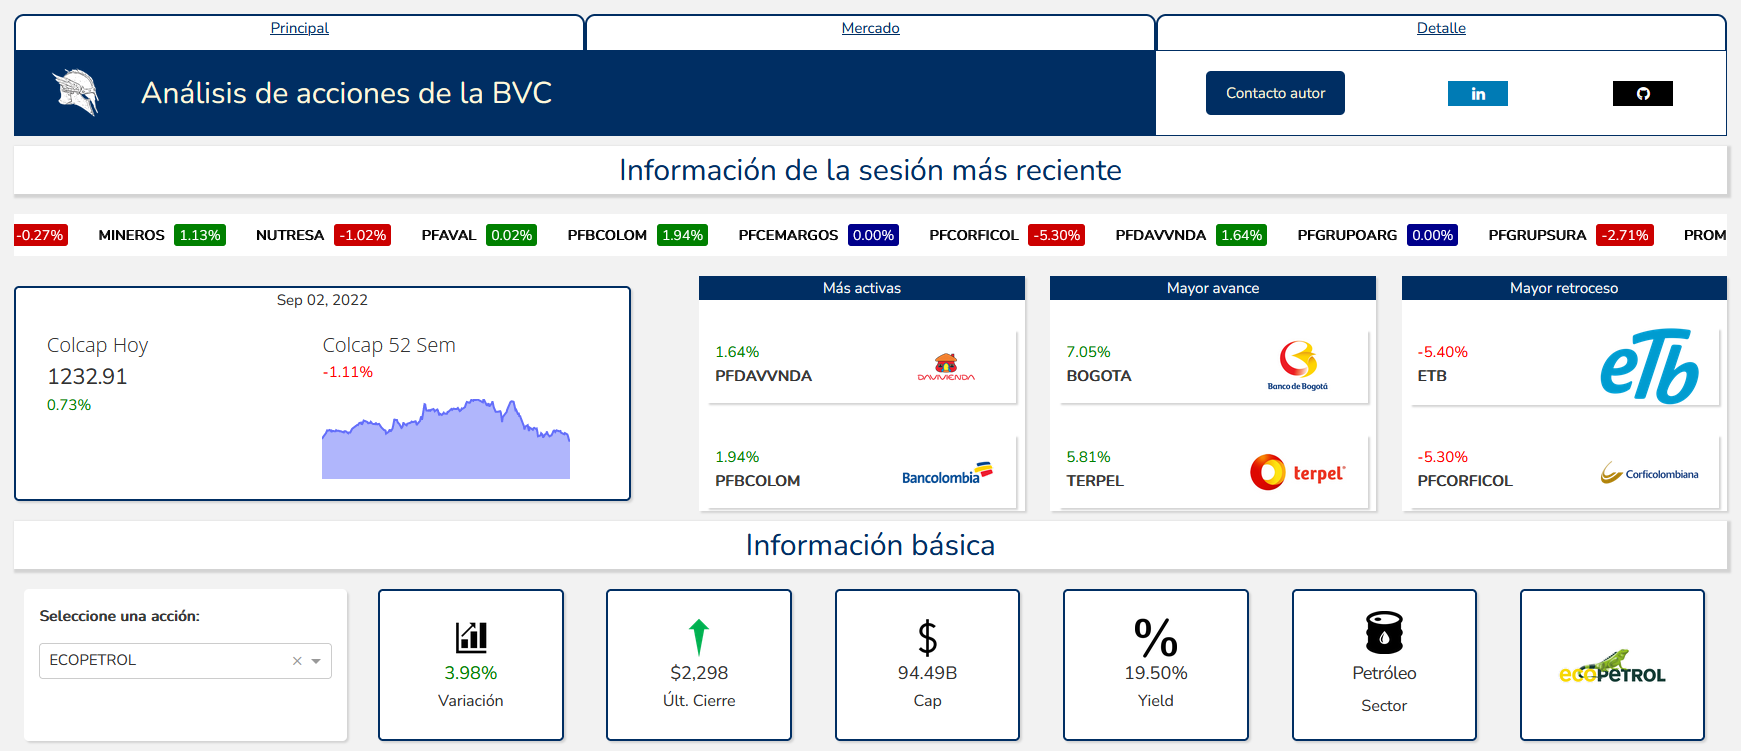 Principal
Mercado
Detalle
Análisis de acciones de la BVC
Contacto autor
in
Información de la sesión más reciente
-0.27% MINEROS 1.13% NUTRESA -1.02% PFAVAL 0.02% PFBCOLOM 1.94% PFCEMARGOS 0.00% PFCORFICOL -5.30% PFDAVVNDA 1.64% PFGRUPOARG 0.00% PFGRUPSURA -2.71% PROM
Sep 02, 2022
Colcap Hoy
1232.91
0.73%
Colcap 52 Sem
-1.11%
Más activas
1.64%
PFDAVVNDA
DAVIVIENDA
1.94%
PFBCOLOM
Bancolombia
Mayor avance
7.05%
BOGOTA
Banco de Bogotá
5.81%
TERPEL
terpel
Mayor retroceso
-5.40%
ETB
eTb
-5.30%
PFCORFICOL
Corficolombiana
Información básica
Seleccione una acción:
ECOPETROL
3.98%
Variación
$2,298
Últ. Cierre
$
94.49B
Cap
%
19.50%
Yield
Petróleo
Sector
ecoPETROL